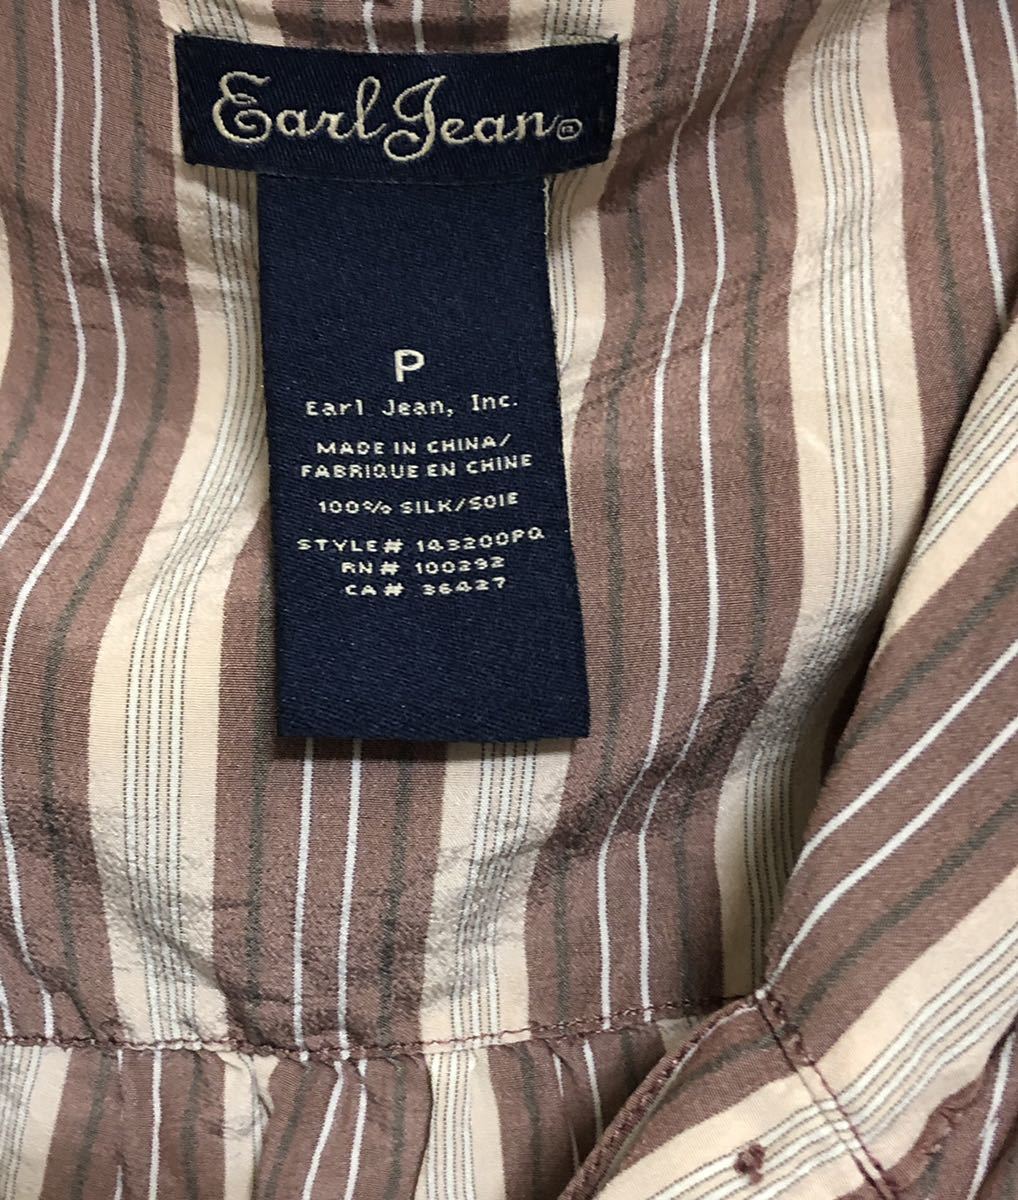 Earl Jean®
P
Earl Jean, Inc.
MADE IN CHINA/
FABRIQUE EN CHINE
100% SILK/SOIE
STYLE# 143200PQ
RN# 100292
CA# 36427